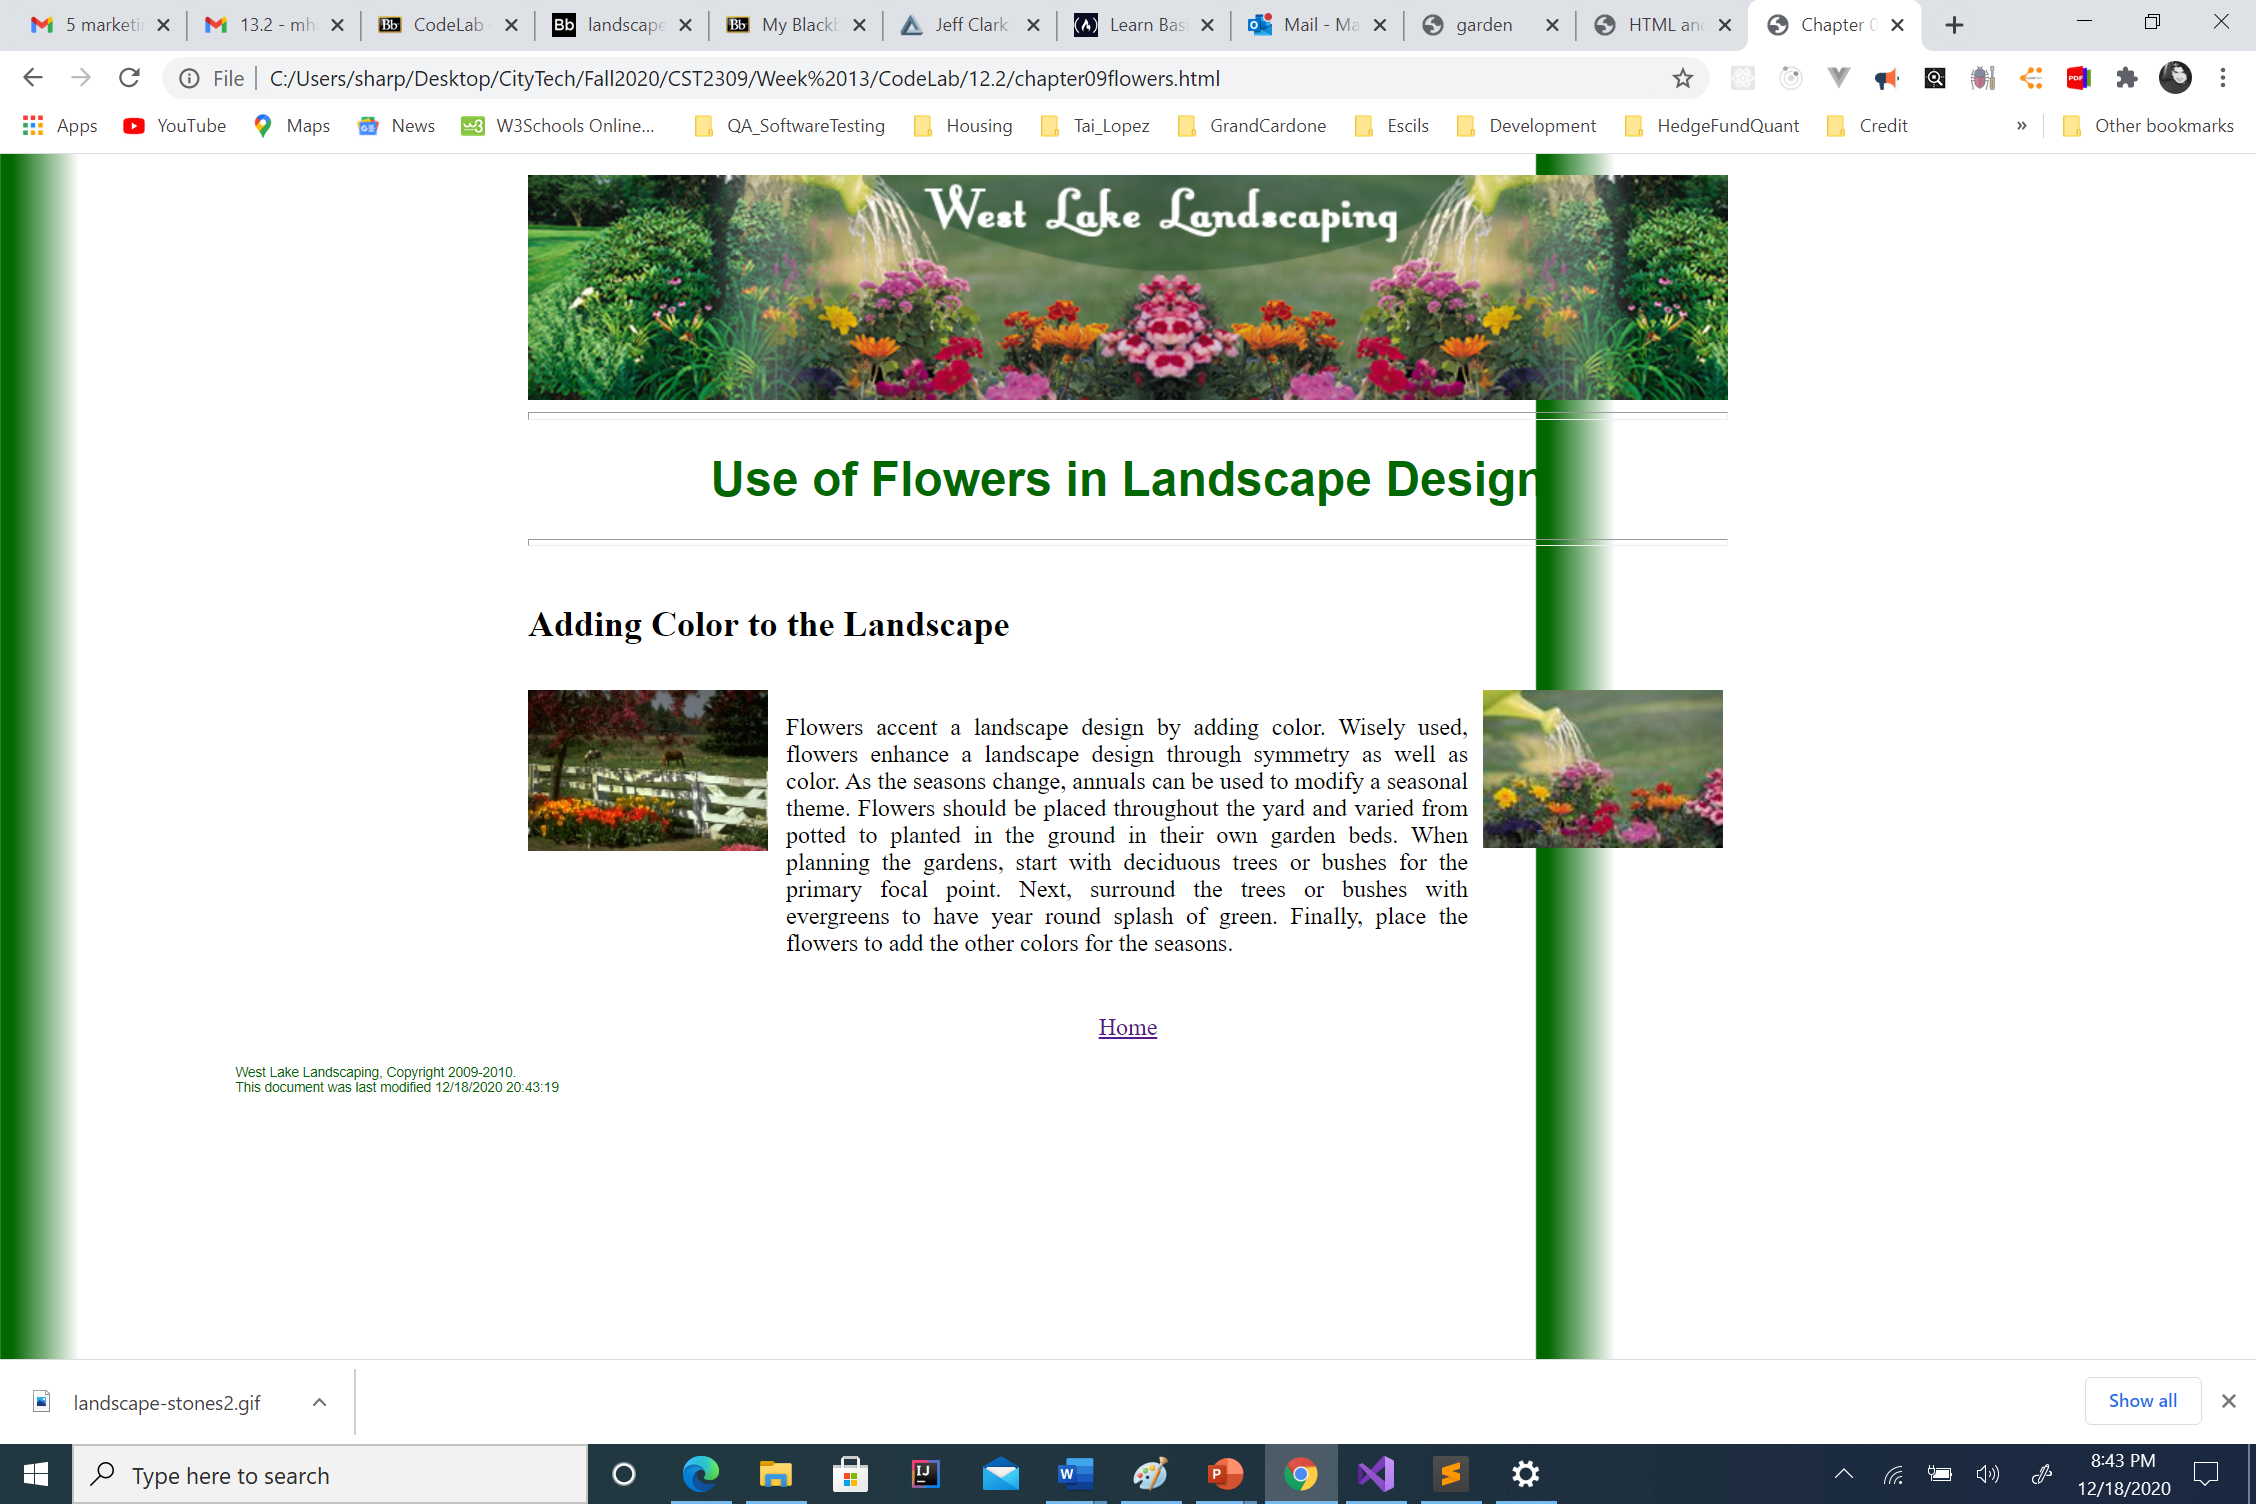 5 marketi
13.2 - mh
CodeLab -
landscape
My Blackb
Jeff Clark
Learn Basi
Mail - Ma
garden
HTML and
Chapter 0
File
C:/Users/sharp/Desktop/CityTech/Fall2020/CST2309/Week%2013/CodeLab/12.2/chapter09flowers.html
Apps
YouTube
Maps
News
W3Schools Online...
QA_SoftwareTesting
Housing
Tai_Lopez
GrandCardone
Escils
Development
HedgeFundQuant
Credit
»
Other bookmarks
West Lake Landscaping
Use of Flowers in Landscape Design
Adding Color to the Landscape
Flowers accent a landscape design by adding color. Wisely used,
flowers enhance a landscape design through symmetry as well as
color. As the seasons change, annuals can be used to modify a seasonal
theme. Flowers should be placed throughout the yard and varied from
potted to planted in the ground in their own garden beds. When
planning the gardens, start with deciduous trees or bushes for the
primary focal point. Next, surround the trees or bushes with
evergreens to have year round splash of green. Finally, place the
flowers to add the other colors for the seasons.
Home
West Lake Landscaping, Copyright 2009-2010.
This document was last modified 12/18/2020 20:43:19
landscape-stones2.gif
Show all
Type here to search
8:43 PM
12/18/2020